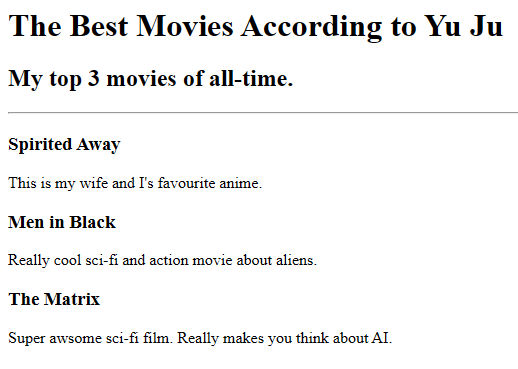 The Best Movies According to Yu Ju
My top 3 movies of all-time.
Spirited Away
This is my wife and I's favourite anime.
Men in Black
Really cool sci-fi and action movie about aliens.
The Matrix
Super awsome sci-fi film. Really makes you think about AI.